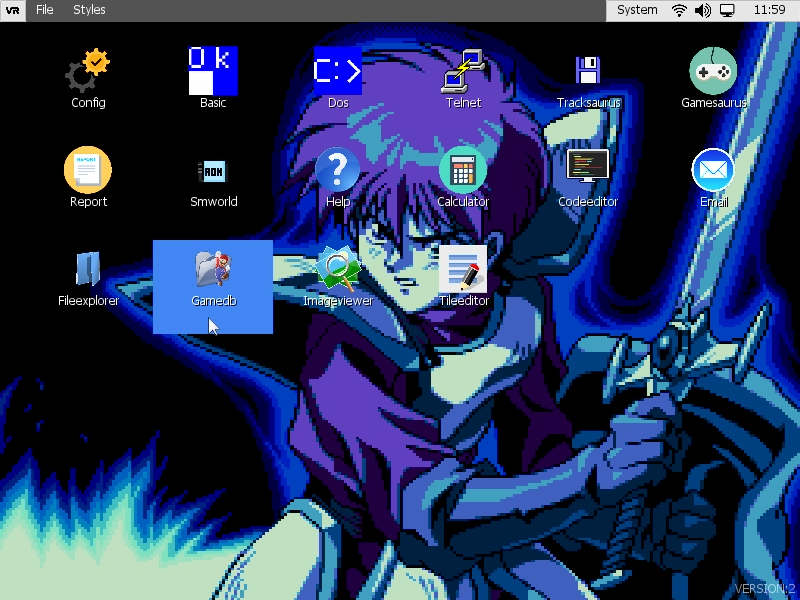 VR File Styles System 11:59
Ok C:>
Config Basic Dos Telnet Tracksaurus Gamesaurus
REPORT ROM
Report Smworld Help Calculator Codeeditor Email
Fileexplorer Gamedb Imageviewer Tileeditor
VERSION:2